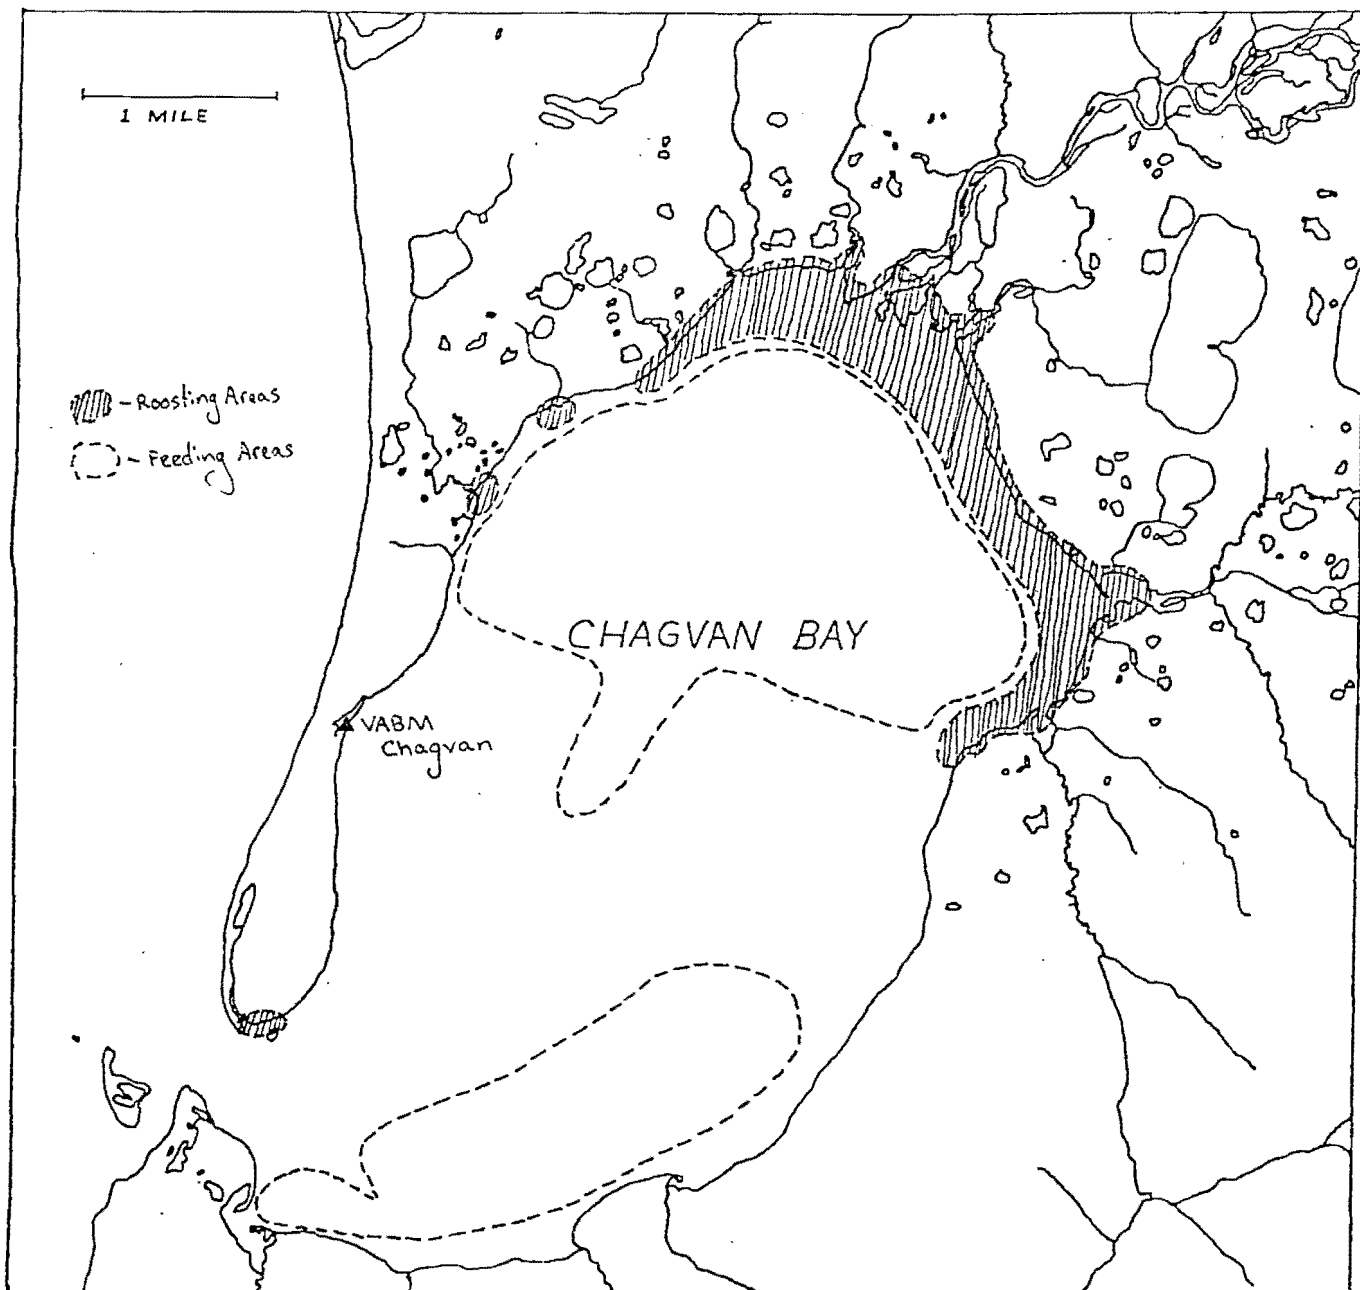 1 MILE
- Roosting Areas
- Feeding Areas
CHAGVAN BAY
VABM
Chagvan